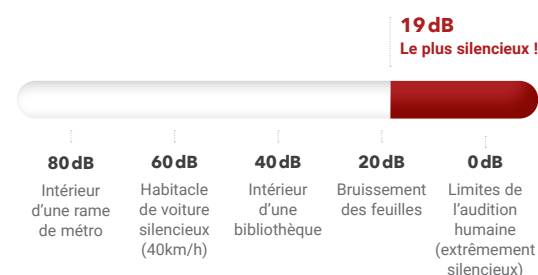 19 dB
Le plus silencieux !
80 dB
Intérieur
d'une rame
de métro
60 dB
Habitacle
de voiture
silencieux
(40km/h)
40 dB
Intérieur
d'une
bibliothèque
20 dB
Bruissement
des feuilles
0 dB
Limites de
l'audition
humaine
(extrêmement
silencieux)